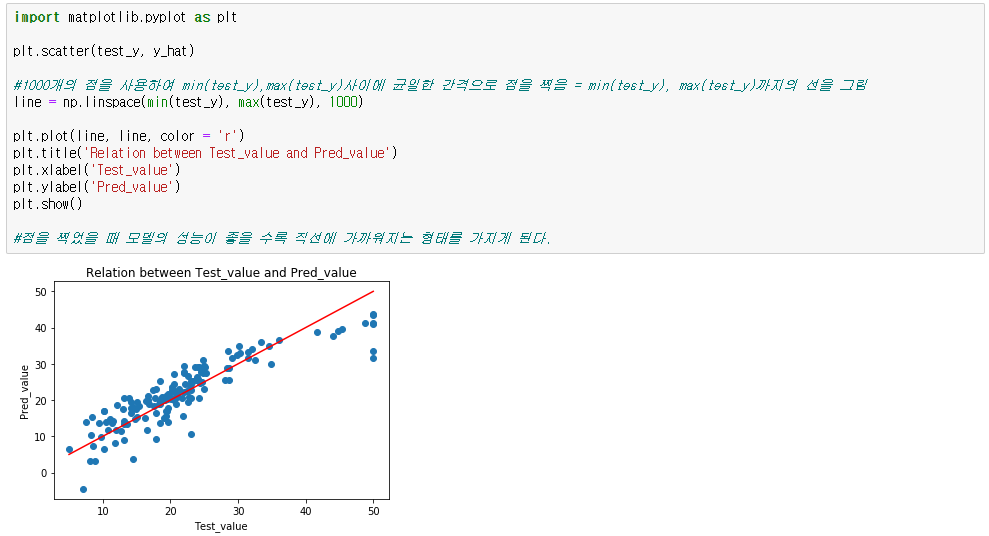 import matplotlib.pyplot as plt
plt.scatter(test_y, y_hat)
#1000개의 점을 사용하여 min(test_y),max(test_y)사이에 균일한 간격으로 점을 찍음 = min(test_y), max(test_y)까지의 선을 그림
line = np.linspace(min(test_y), max(test_y), 1000)
plt.plot(line, line, color = 'r')
plt.title('Relation between Test_value and Pred_value')
plt.xlabel('Test_value')
plt.ylabel('Pred_value')
plt.show()
#점을 찍었을 때 모델의 성능이 좋을 수록 직선에 가까워지는 형태를 가지게 된다.
Relation between Test_value and Pred_value
50
40
30
20
10
0
Pred_value
10 20 30 40 50
Test_value